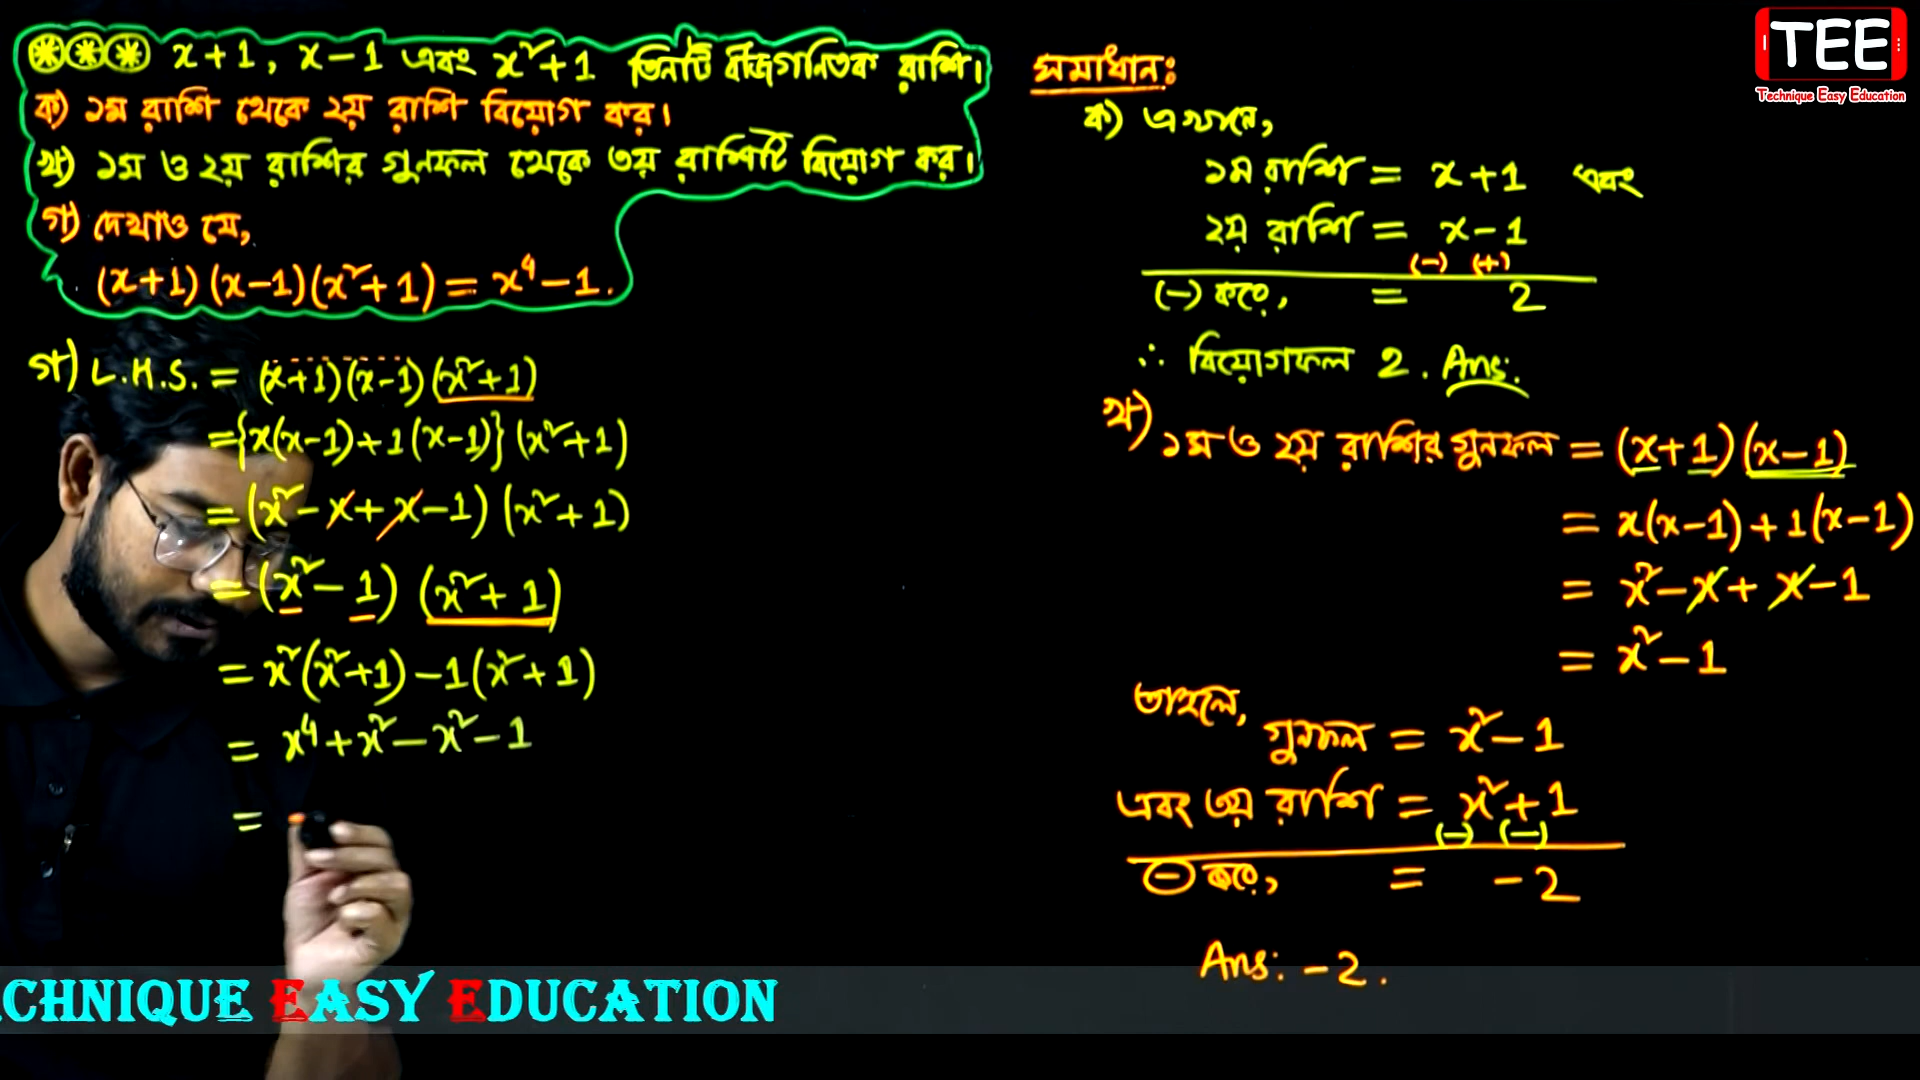 x+1, x-1 এবং x²+1 তিনটি বীজগনিতিক রাশি।
ক) ১ম রাশি থেকে ২য় রাশি বিয়োগ কর।
খ) ১ম ও ২য় রাশির গুনফল থেকে ৩য় রাশিটি বিয়োগ কর।
গ) দেখাও যে,
(x+1)(x-1)(x²+1) = x⁴-1.
গ) L.H.S. = (x+1)(x-1)(x²+1)
={x(x-1)+1(x-1)}(x²+1)
=(x²-x+x-1)(x²+1)
=(x²-1)(x²+1)
= x²(x²+1)-1(x²+1)
= x⁴+x²-x²-1
=
সমাধানঃ
ক) এখানে,
১ম রাশি = x+1 এবং
২য় রাশি = x-1
(-) (+)
(-) করে, = 2
∴ বিয়োগফল 2. Ans:
খ)
১ম ও ২য় রাশির গুনফল = (x+1)(x-1)
= x(x-1)+1(x-1)
= x²-x+x-1
= x²-1
তাহলে,
গুনফল = x²-1
এবং ৩য় রাশি = x²+1
(-) (-)
(-) করে, = -2
Ans: -2.
TEE
Technique Easy Education
CHNIQUE EASY EDUCATION